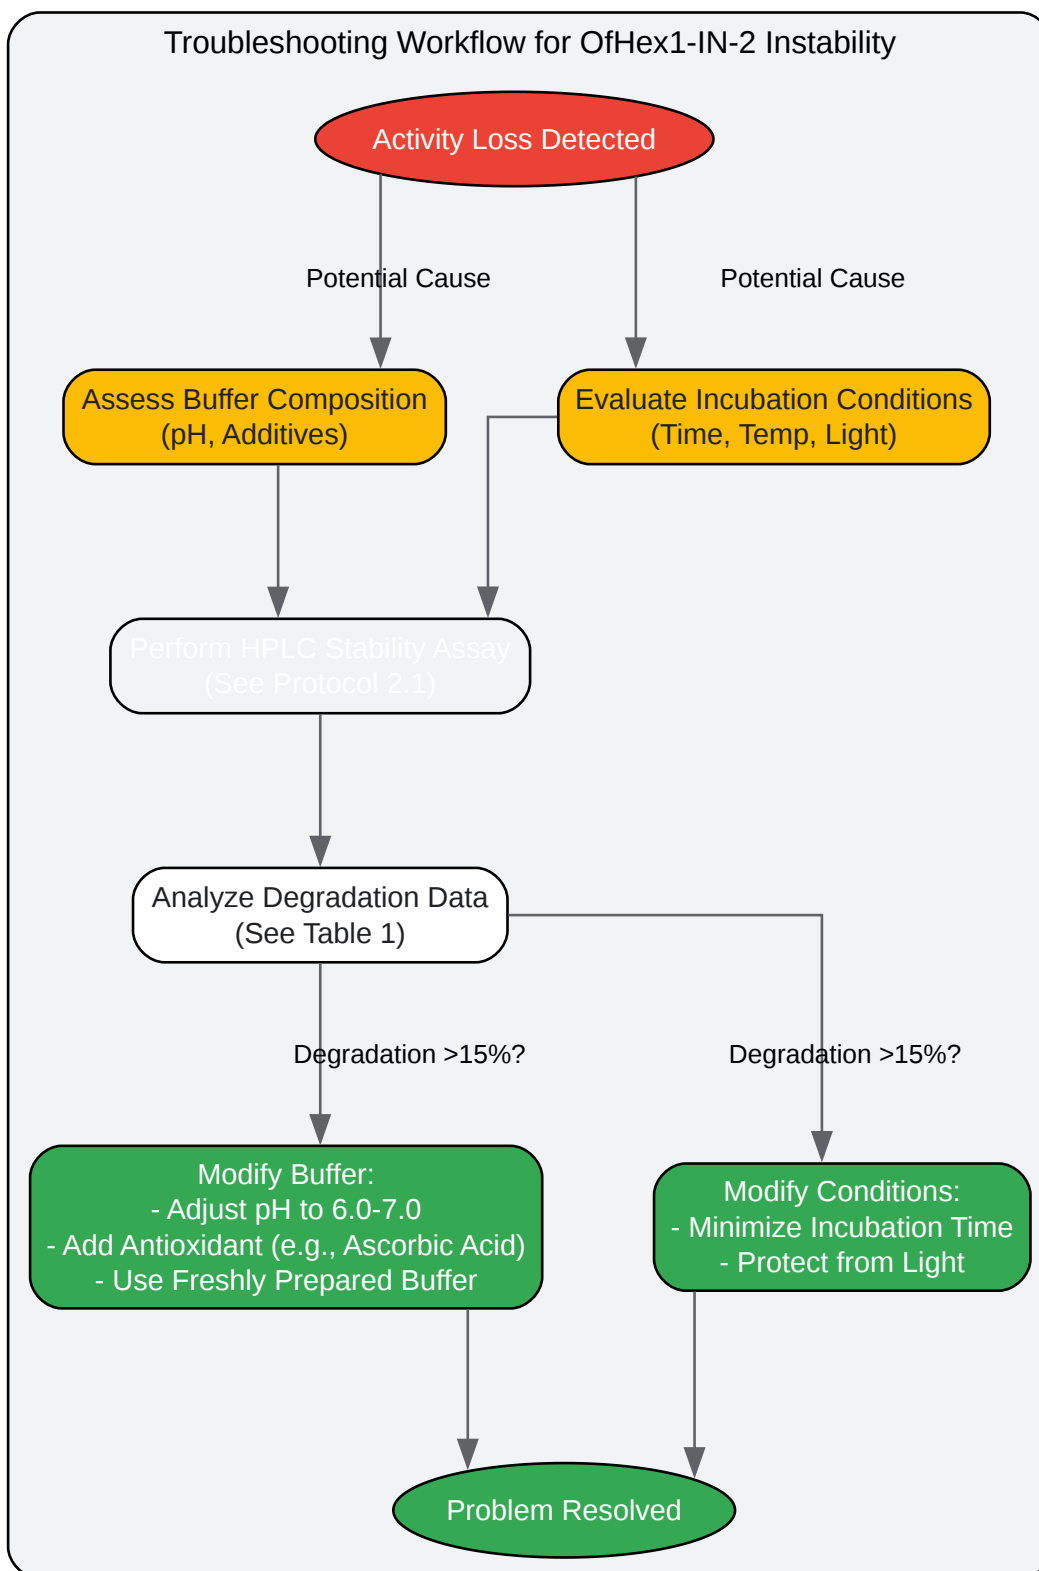 Troubleshooting Workflow for OfHex1-IN-2 Instability
Activity Loss Detected
Potential Cause
Potential Cause
Assess Buffer Composition
(pH, Additives)
Evaluate Incubation Conditions
(Time, Temp, Light)
Perform HPLC Stability Assay
(See Protocol 2.1)
Analyze Degradation Data
(See Table 1)
Degradation >15%?
Degradation >15%?
Modify Buffer:
- Adjust pH to 6.0-7.0
- Add Antioxidant (e.g., Ascorbic Acid)
- Use Freshly Prepared Buffer
Modify Conditions:
- Minimize Incubation Time
- Protect from Light
Problem Resolved